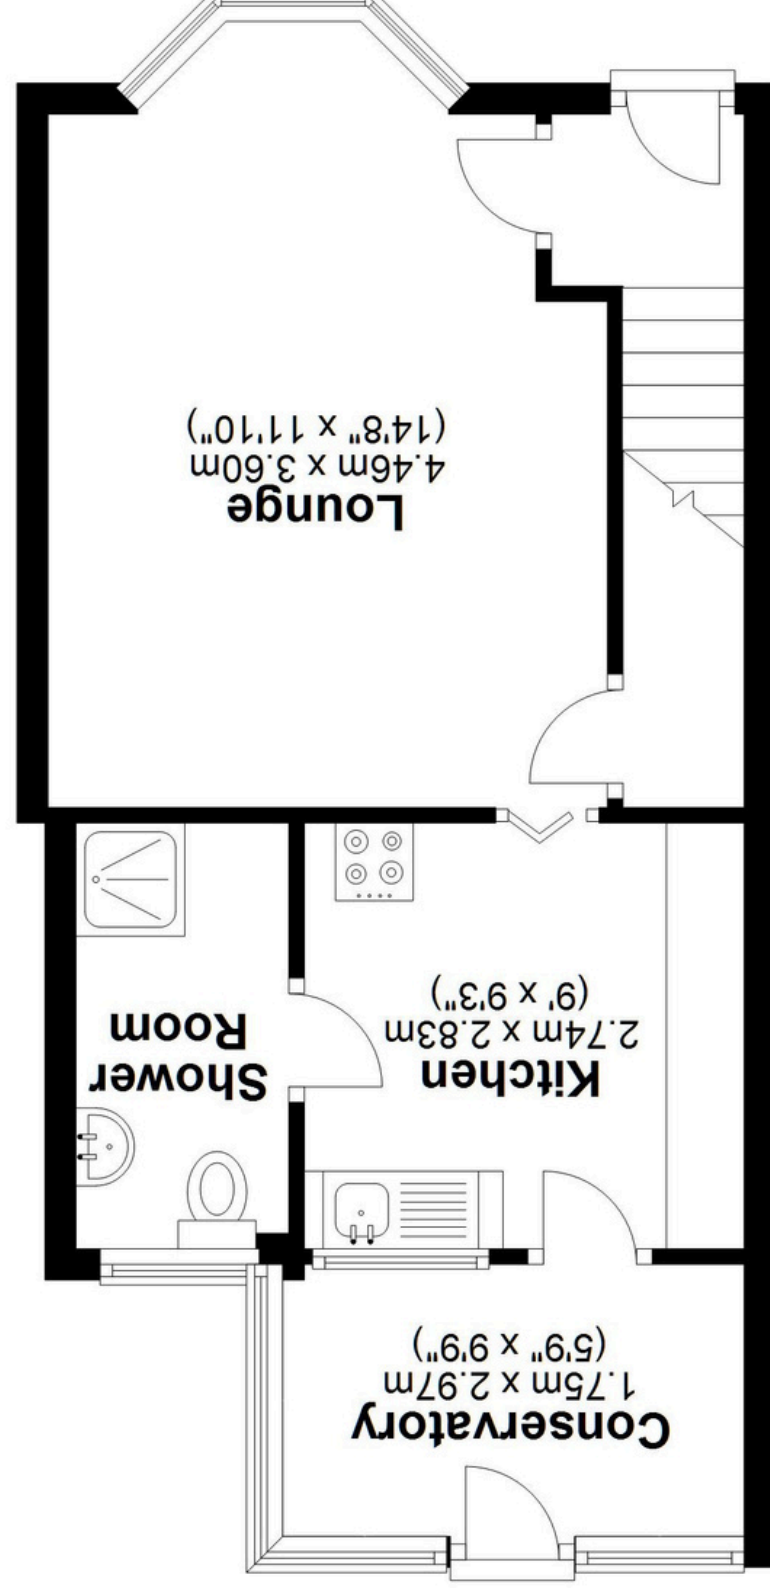 Conservatory
1.75m x 2.97m
(5'9" x 9'9")
Kitchen
2.74m x 2.83m
(9' x 9'3")
Shower
Room
Lounge
4.46m x 3.60m
(14'8" x 11'10")